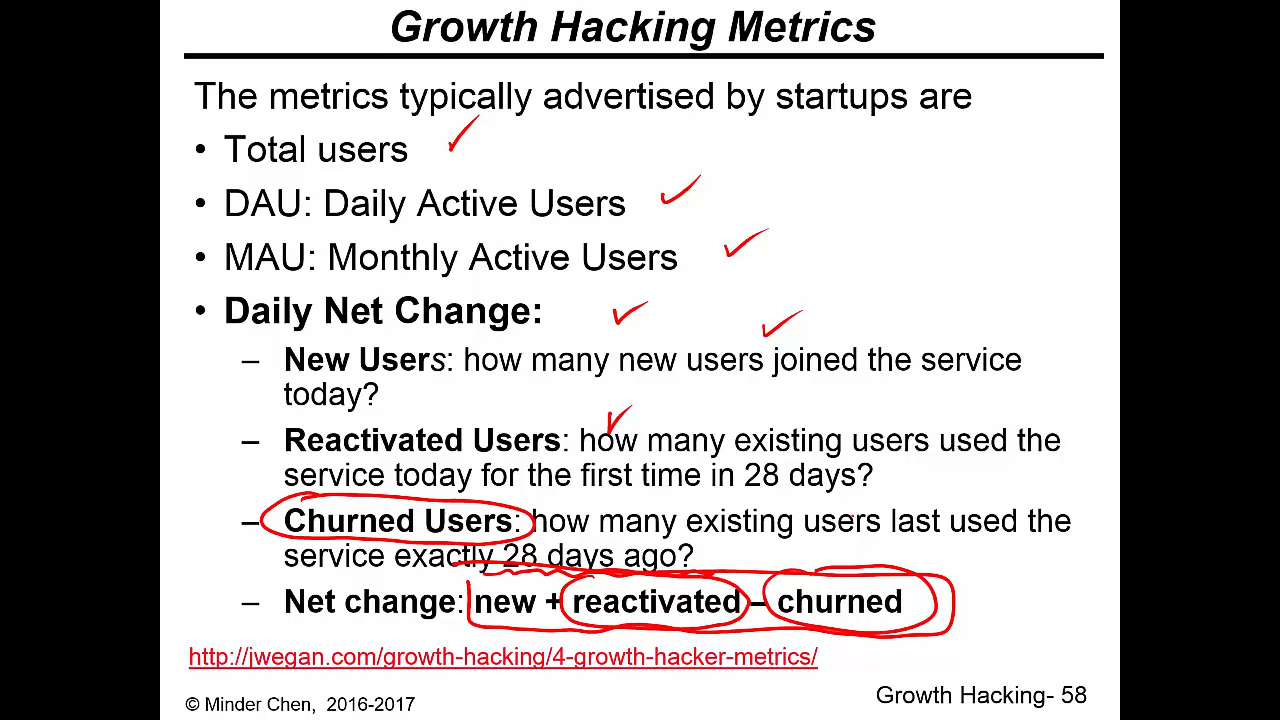 Growth Hacking Metrics
The metrics typically advertised by startups are
• Total users
• DAU: Daily Active Users
• MAU: Monthly Active Users
• Daily Net Change:
– New Users: how many new users joined the service
today?
– Reactivated Users: how many existing users used the
service today for the first time in 28 days?
– Churned Users: how many existing users last used the
service exactly 28 days ago?
– Net change: new + reactivated – churned
http://jwegan.com/growth-hacking/4-growth-hacker-metrics/
© Minder Chen, 2016-2017
Growth Hacking- 58